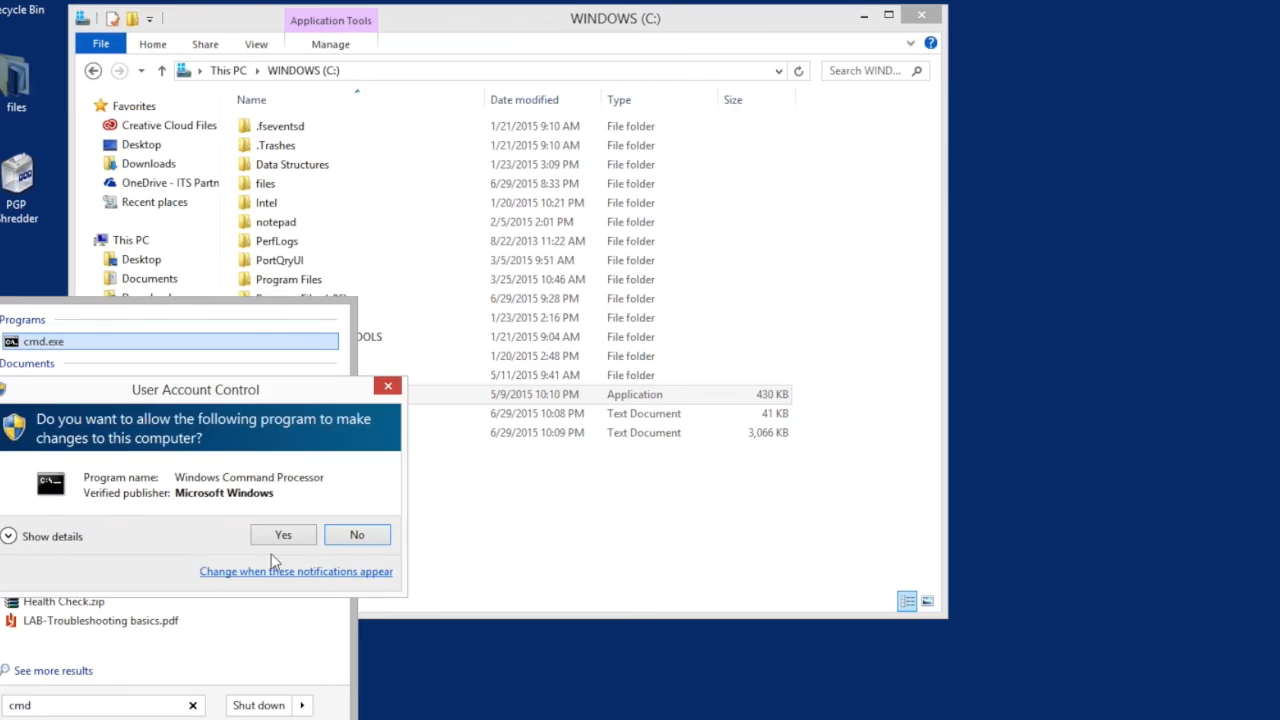 ecycle Bin
files
PGP
Shredder
Application Tools
WINDOWS (C:)
File
Home
Share
View
Manage
This PC
WINDOWS (C:)
Search WIND...
Name
Date modified
Type
Size
Favorites
Creative Cloud Files
Desktop
Downloads
OneDrive - ITS Partn
Recent places
This PC
Desktop
Documents
.fseventsd 1/21/2015 9:10 AM File folder
.Trashes 1/21/2015 9:10 AM File folder
Data Structures 1/23/2015 3:09 PM File folder
files 6/29/2015 8:33 PM File folder
Intel 1/20/2015 10:21 PM File folder
notepad 2/5/2015 2:01 PM File folder
PerfLogs 8/22/2013 11:22 AM File folder
PortQryUI 3/5/2015 9:51 AM File folder
Program Files 3/25/2015 10:46 AM File folder
6/29/2015 9:28 PM File folder
1/23/2015 2:16 PM File folder
OOLS 1/21/2015 9:04 AM File folder
1/20/2015 2:48 PM File folder
5/11/2015 9:41 AM File folder
5/9/2015 10:10 PM Application 430 KB
6/29/2015 10:08 PM Text Document 41 KB
6/29/2015 10:09 PM Text Document 3,066 KB
Programs
cmd.exe
Documents
User Account Control
Do you want to allow the following program to make
changes to this computer?
C:\
Program name: Windows Command Processor
Verified publisher: Microsoft Windows
Show details
Yes
No
Change when these notifications appear
Health Check.zip
LAB-Troubleshooting basics.pdf
See more results
cmd
Shut down